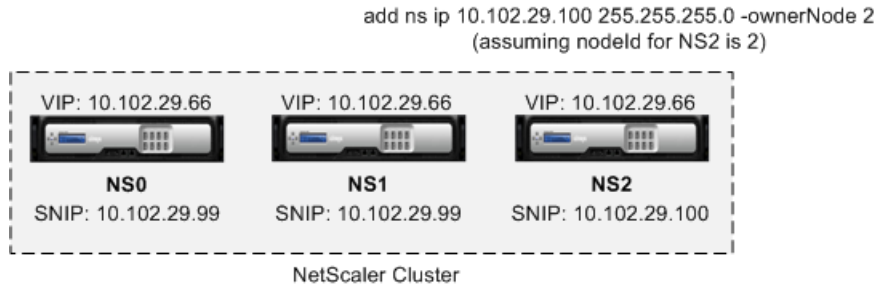 add ns ip 10.102.29.100 255.255.255.0 -ownerNode 2
(assuming nodeId for NS2 is 2)
VIP: 10.102.29.66 VIP: 10.102.29.66 VIP: 10.102.29.66
NS0 NS1 NS2
SNIP: 10.102.29.99 SNIP: 10.102.29.99 SNIP: 10.102.29.100
NetScaler Cluster